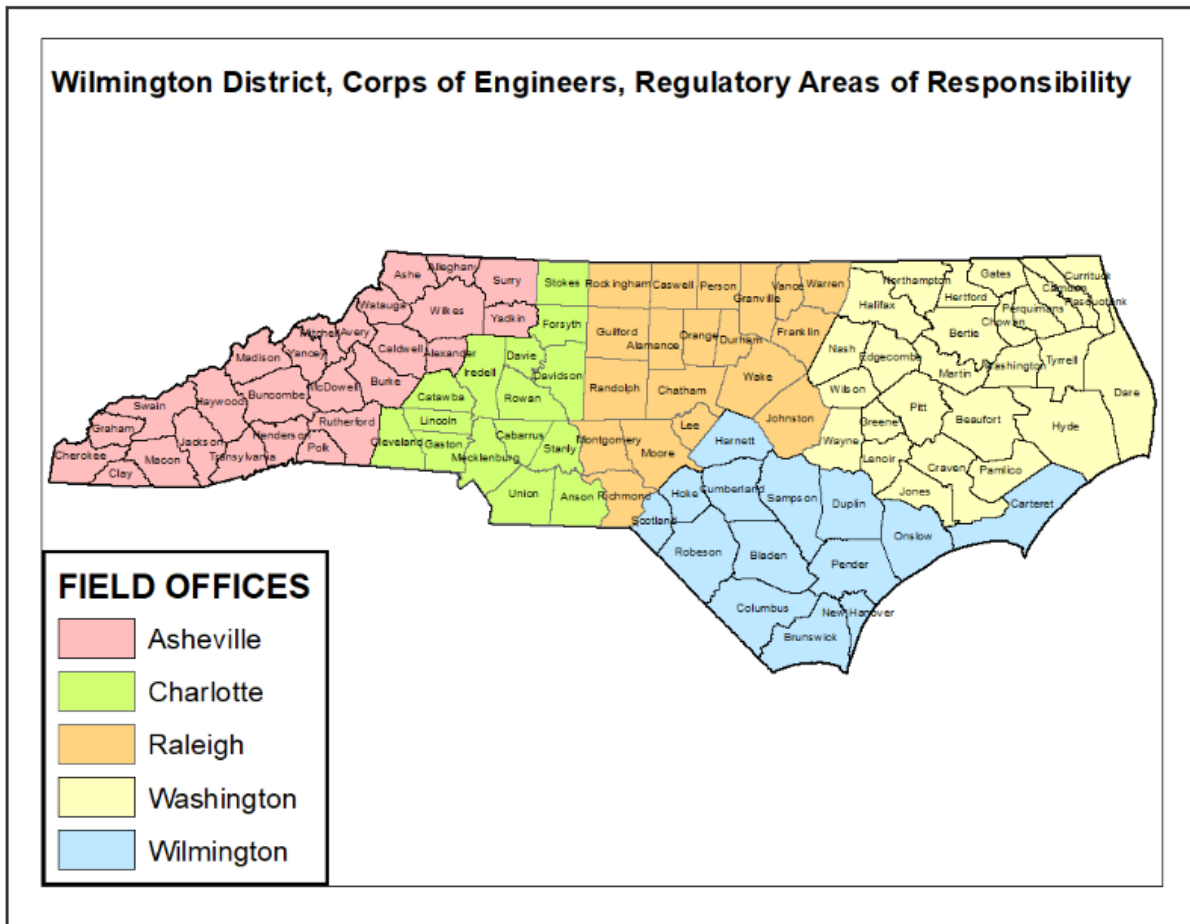 Wilmington District, Corps of Engineers, Regulatory Areas of Responsibility
Ashe
Alleghany
Surry
Stokes
Rockingham
Caswell
Person
Granville
Vance
Warren
Northampton
Gates
Currituck
Camden
Pasquotank
Halifax
Hertford
Perquimans
Chowan
Watauga
Wilkes
Yadkin
Forsyth
Guilford
Alamance
Orange
Durham
Franklin
Bertie
Mitchell
Avery
Caldwell
Alexander
Iredell
Davie
Davidson
Nash
Edgecombe
Martin
Washington
Tyrrell
Dare
Madison
Yancey
McDowell
Burke
Catawba
Rowan
Randolph
Chatham
Wake
Wilson
Swain
Haywood
Buncombe
Rutherford
Lincoln
Johnston
Pitt
Beaufort
Hyde
Graham
Jackson
Henderson
Polk
Cleveland
Gaston
Mecklenburg
Cabarrus
Stanly
Montgomery
Moore
Lee
Harnett
Wayne
Greene
Lenoir
Craven
Pamlico
Cherokee
Clay
Macon
Transylvania
Union
Anson
Richmond
Scotland
Hoke
Cumberland
Sampson
Duplin
Jones
Carteret
Onslow
Robeson
Bladen
Pender
Columbus
New Hanover
Brunswick
FIELD OFFICES
Asheville
Charlotte
Raleigh
Washington
Wilmington